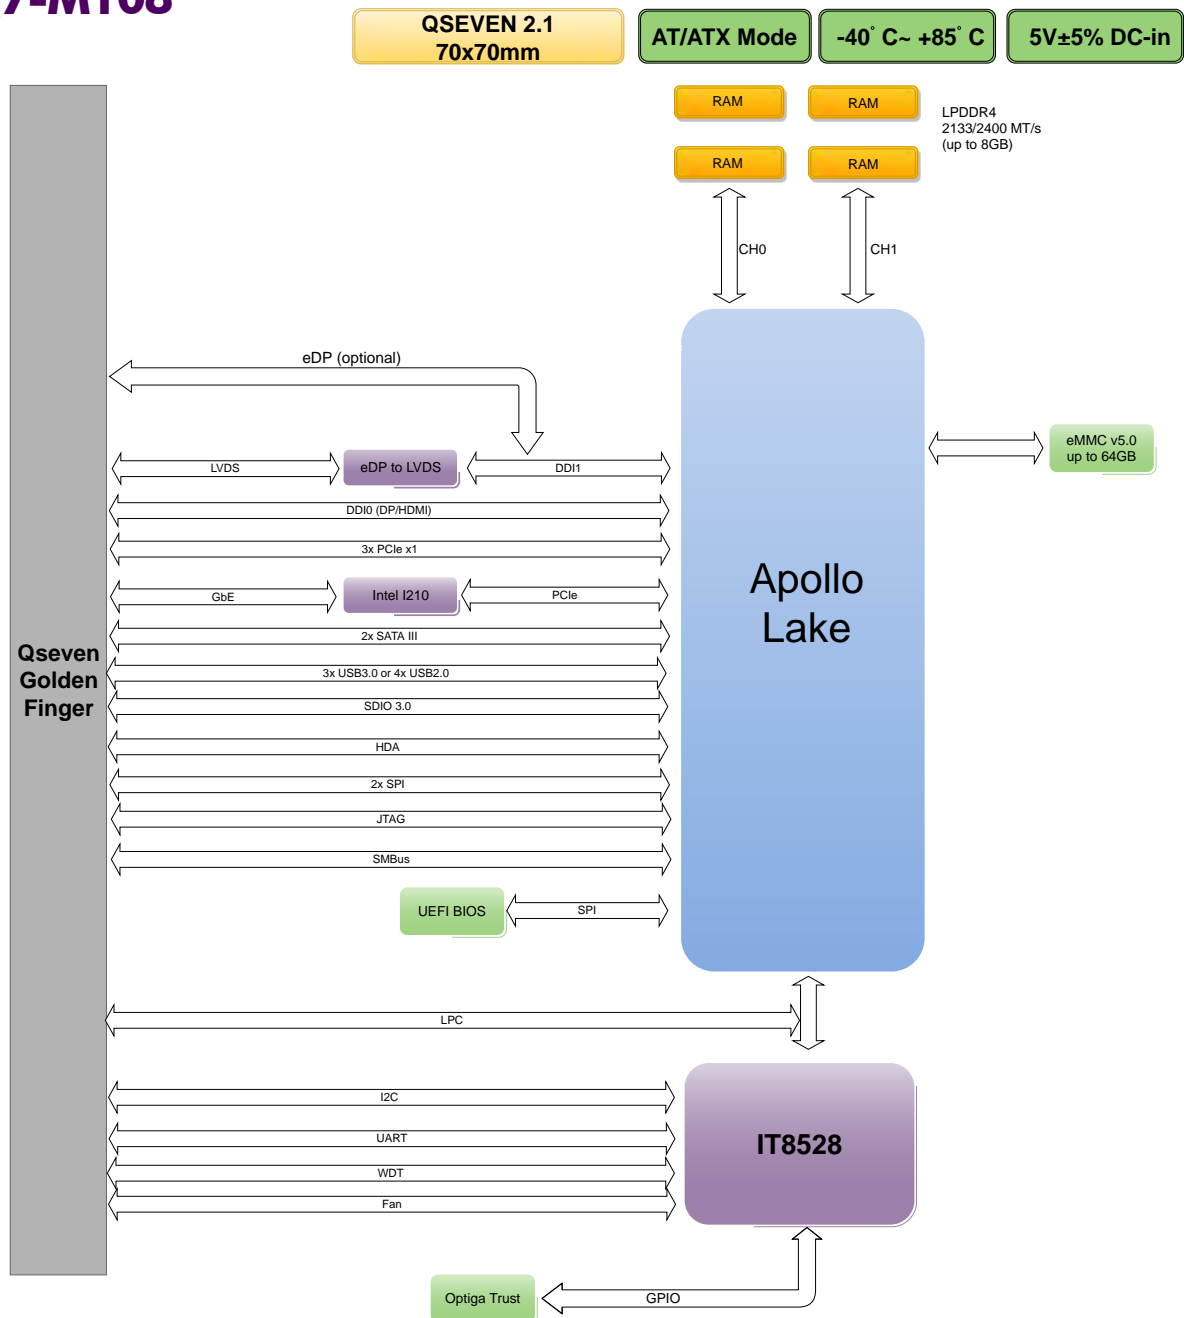 QSEVEN 2.1
70x70mm
AT/ATX Mode
-40° C~ +85° C
5V±5% DC-in
RAM
RAM
LPDDR4
2133/2400 MT/s
(up to 8GB)
RAM
RAM
CH0
CH1
eDP (optional)
eMMC v5.0
up to 64GB
LVDS
eDP to LVDS
DDI1
DDI0 (DP/HDMI)
3x PCIe x1
Apollo
Lake
GbE
Intel I210
PCIe
2x SATA III
Qseven
Golden
Finger
3x USB3.0 or 4x USB2.0
SDIO 3.0
HDA
2x SPI
JTAG
SMBus
UEFI BIOS
SPI
LPC
I2C
UART
IT8528
WDT
Fan
Optiga Trust
GPIO